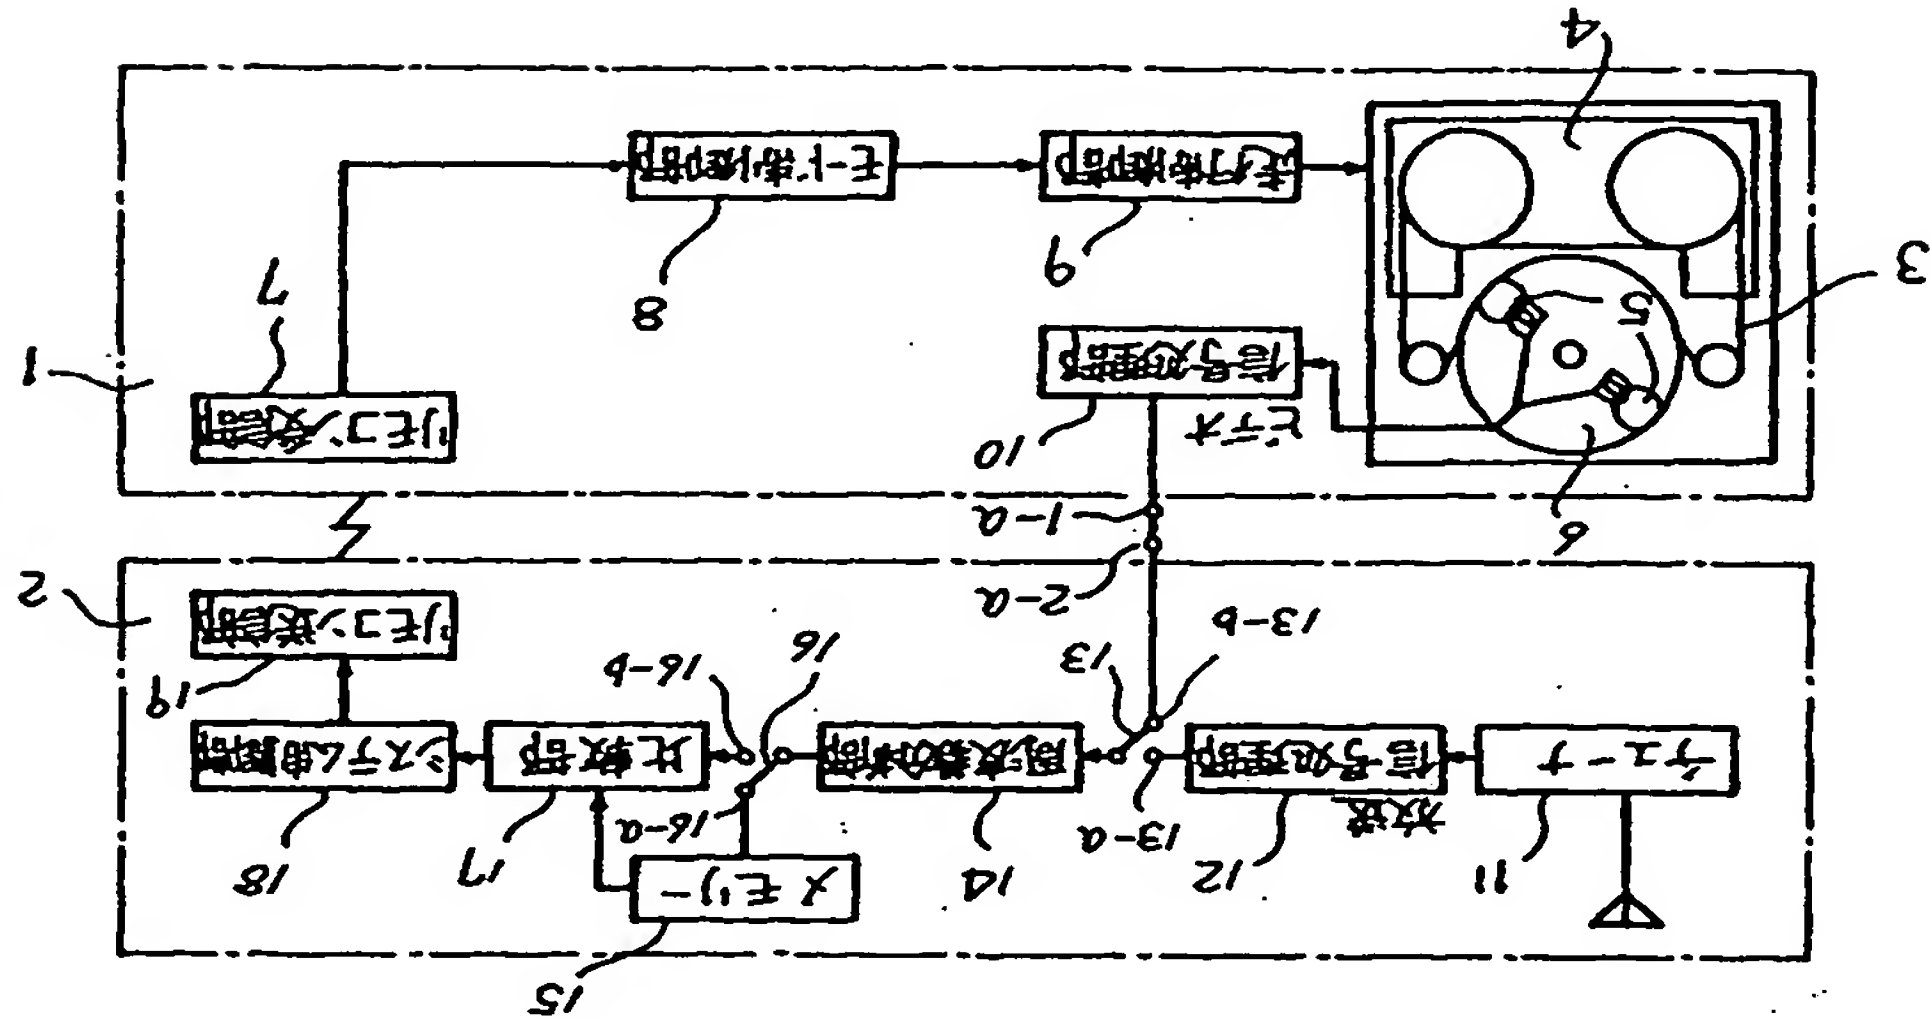 15
メモリー
11
12
14
17
18
放送
13-a
16-a
チューナ
信号処理部
比較部
システム制御部
19
13
16
16-b
13-b
リモコン送信部
2
2-a
6
1-a
10
ビデオ
リモコン受信部
信号処理部
1
5
8
7
3
9
走行制御部
モード制御部
4